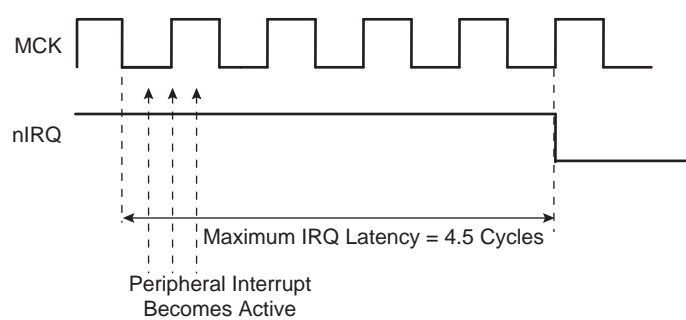 MCK
nIRQ
Maximum IRQ Latency = 4.5 Cycles
Peripheral Interrupt
Becomes Active